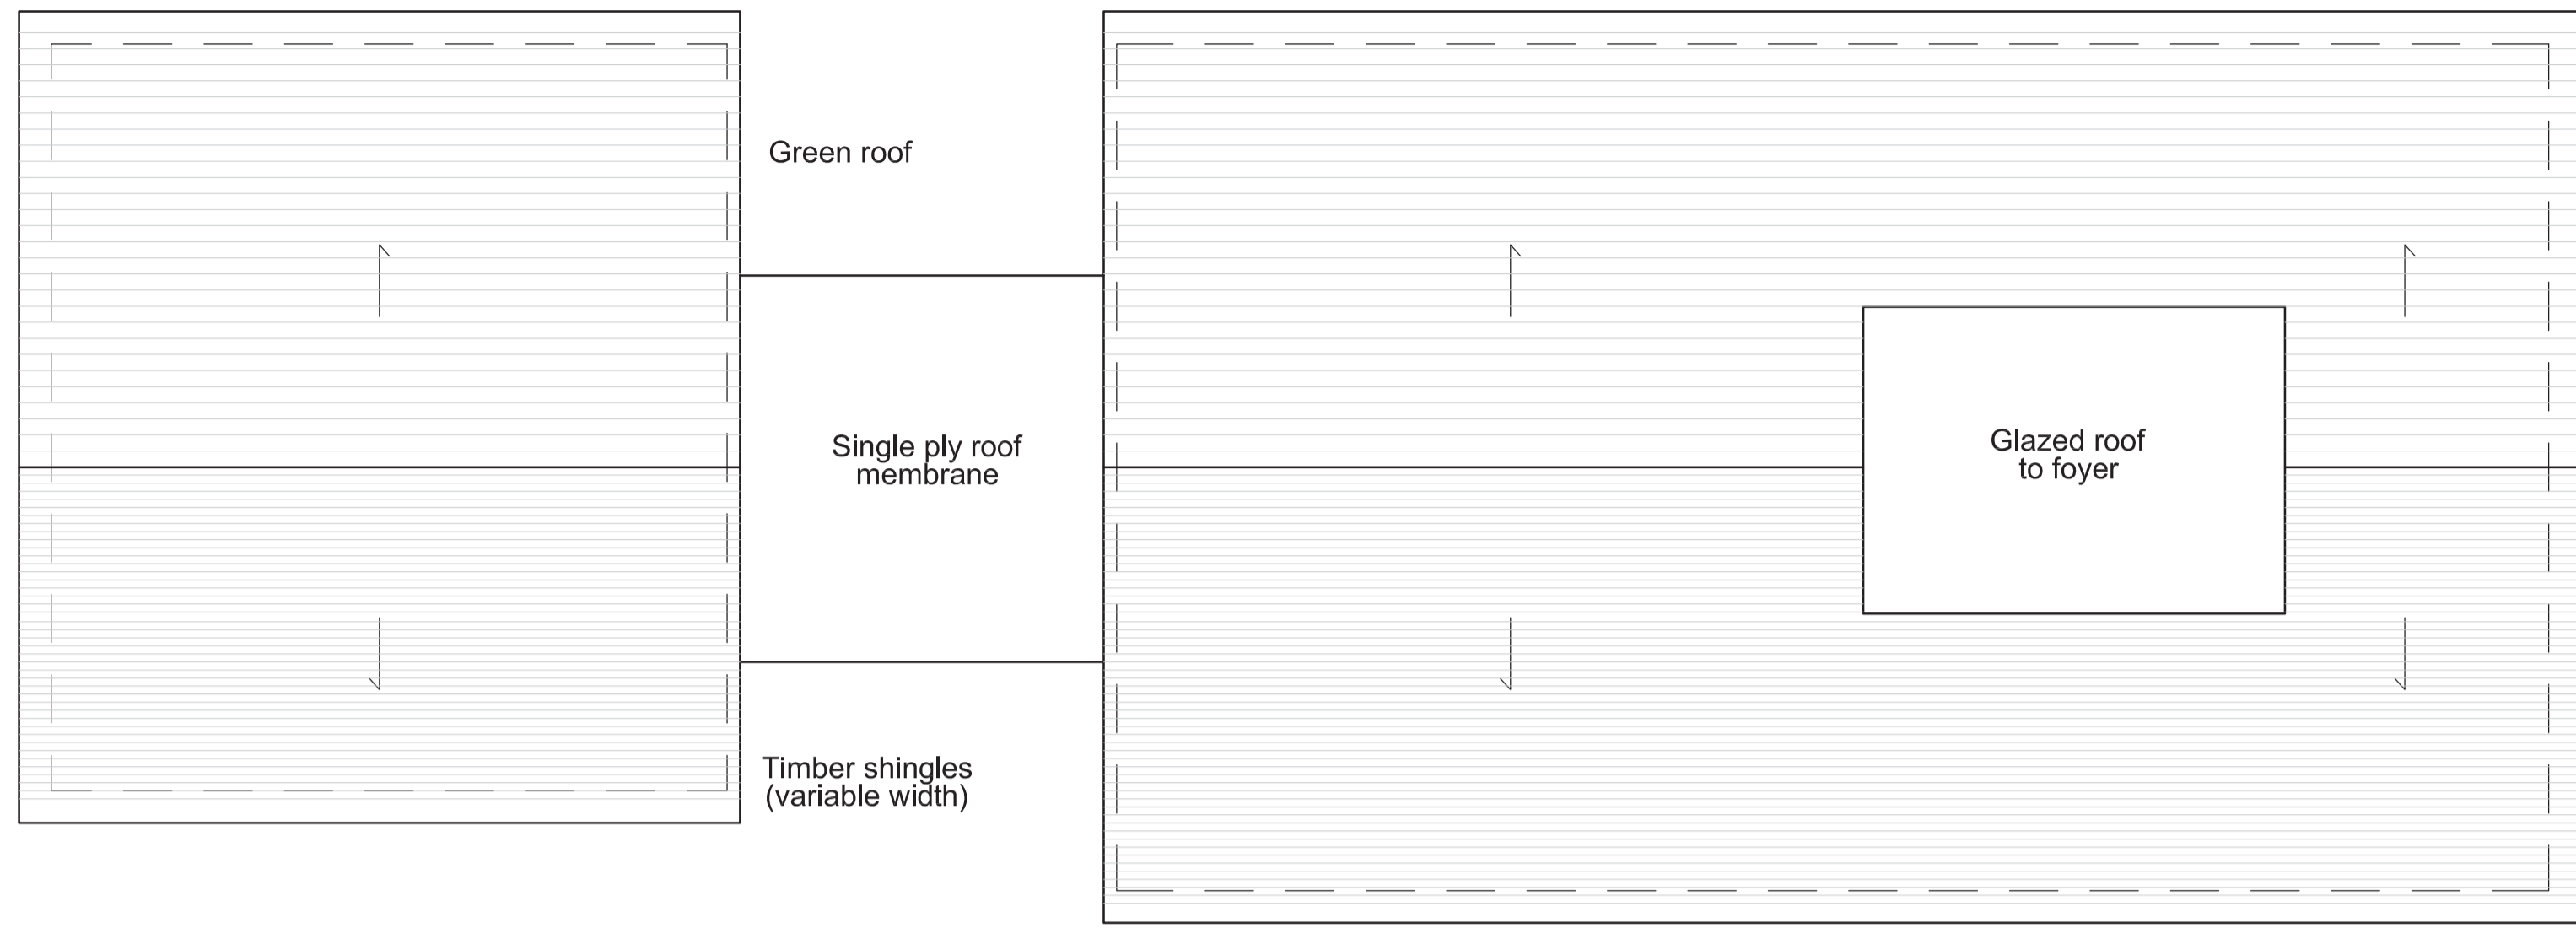 Green roof
Single ply roof
membrane
Glazed roof
to foyer
Timber shingles
(variable width)